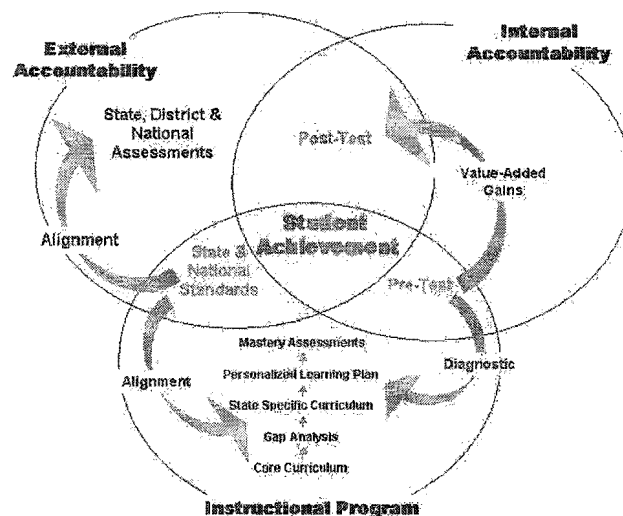 External
Accountability
Internal
Accountability
State, District &
National
Assessments
Post-Test
Value-Added
Gains
Alignment
Student
Achievement
State &
National
Standards
Pre-Test
Mastery Assessments
Diagnostic
Personalized Learning Plan
Alignment
State Specific Curriculum
Gap Analysis
Core Curriculum
Instructional Program